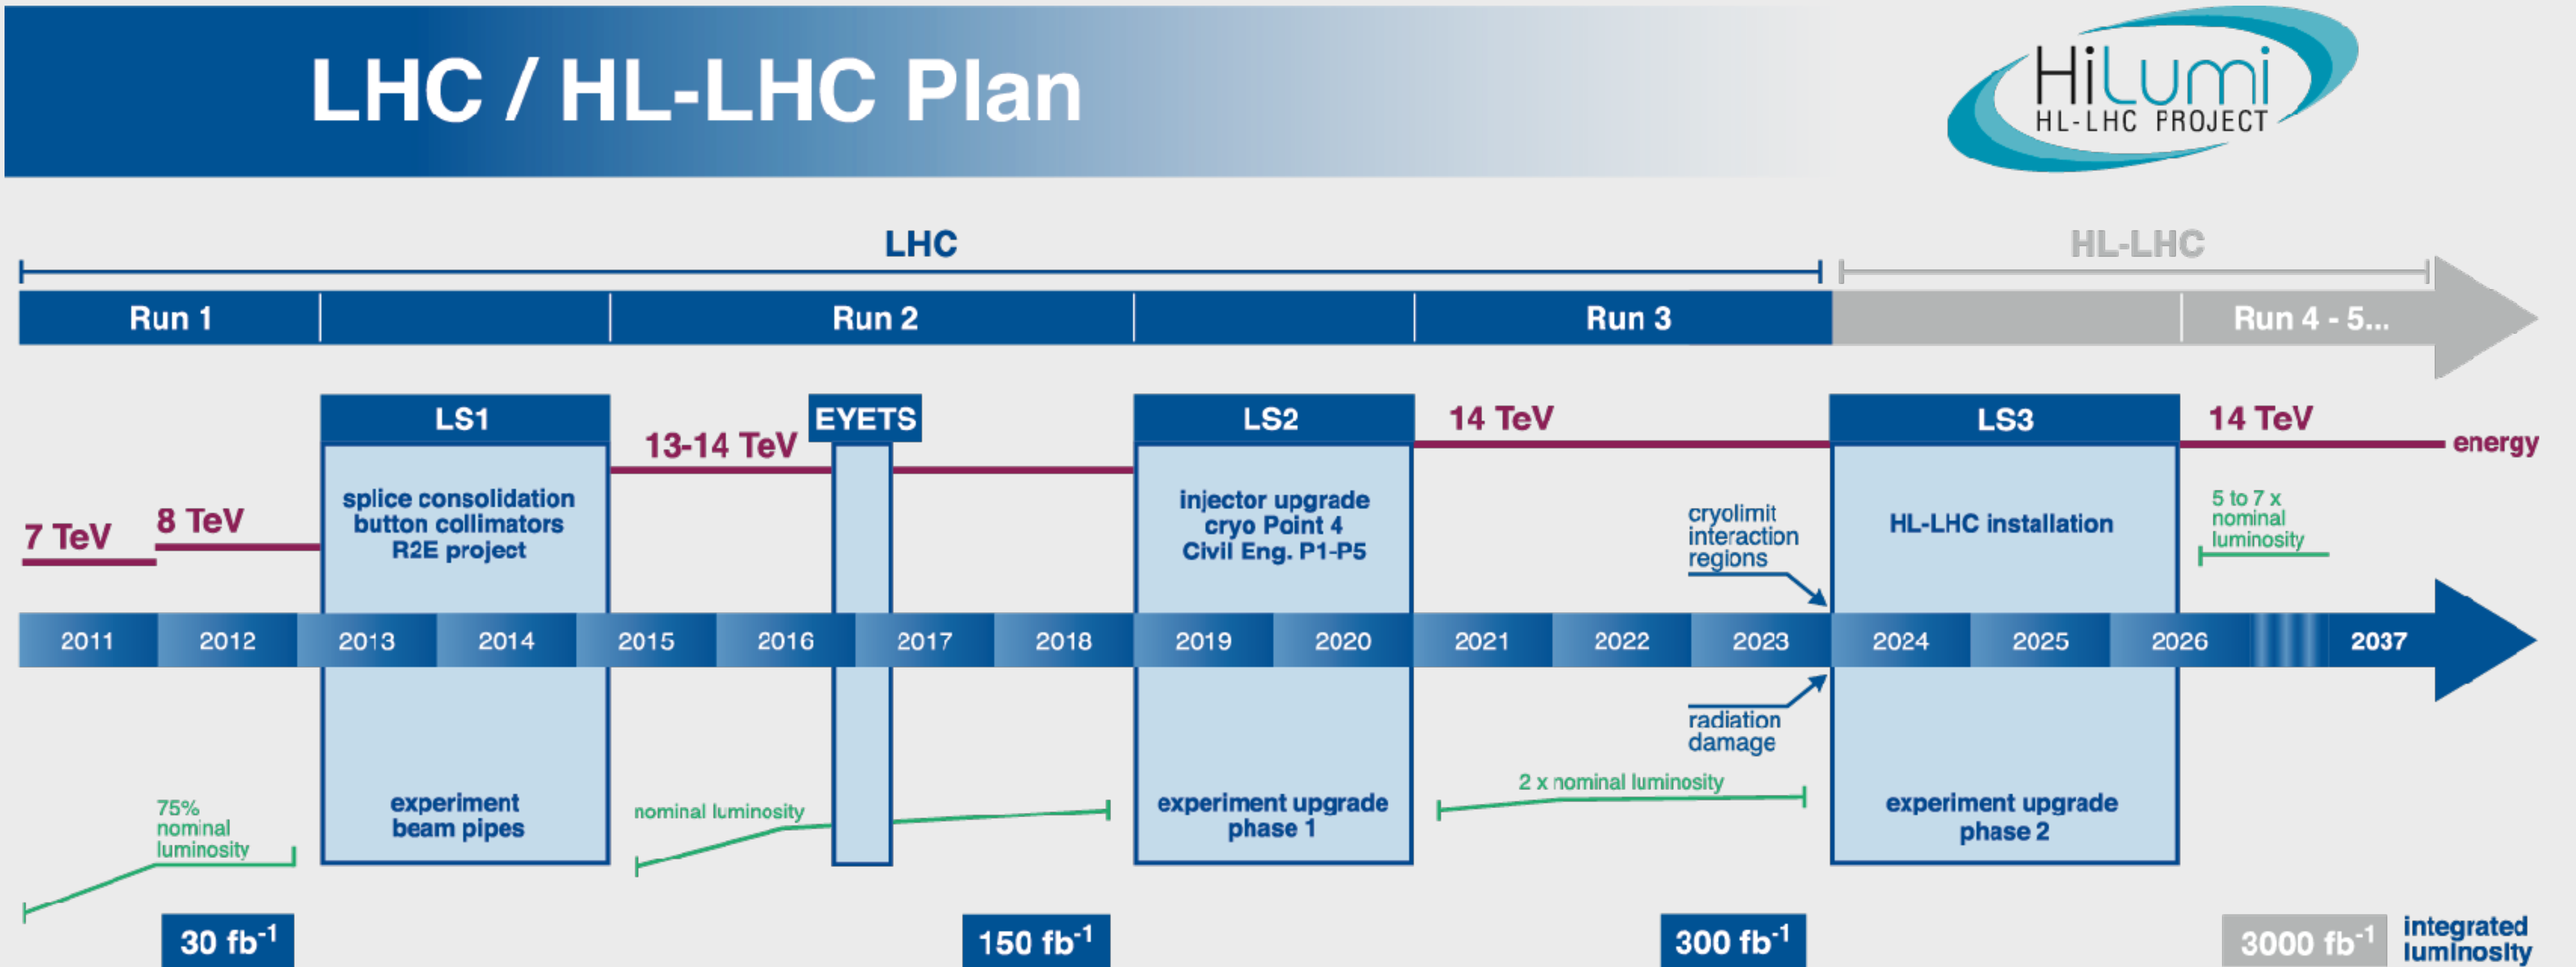 LHC / HL-LHC Plan
HiLumi
HL-LHC PROJECT
LHC
HL-LHC
Run 1
Run 2
Run 3
Run 4 - 5...
LS1
EYETS
LS2
14 TeV
LS3
14 TeV
energy
13-14 TeV
7 TeV
8 TeV
splice consolidation
button collimators
R2E project
injector upgrade
cryo Point 4
Civil Eng. P1-P5
cryolimit
interaction
regions
HL-LHC installation
5 to 7 x
nominal
luminosity
2011
2012
2013
2014
2015
2016
2017
2018
2019
2020
2021
2022
2023
2024
2025
2026
2037
radiation
damage
75%
nominal
luminosity
experiment
beam pipes
nominal luminosity
experiment upgrade
phase 1
2 x nominal luminosity
experiment upgrade
phase 2
30 fb⁻¹
150 fb⁻¹
300 fb⁻¹
3000 fb⁻¹
integrated
luminosity